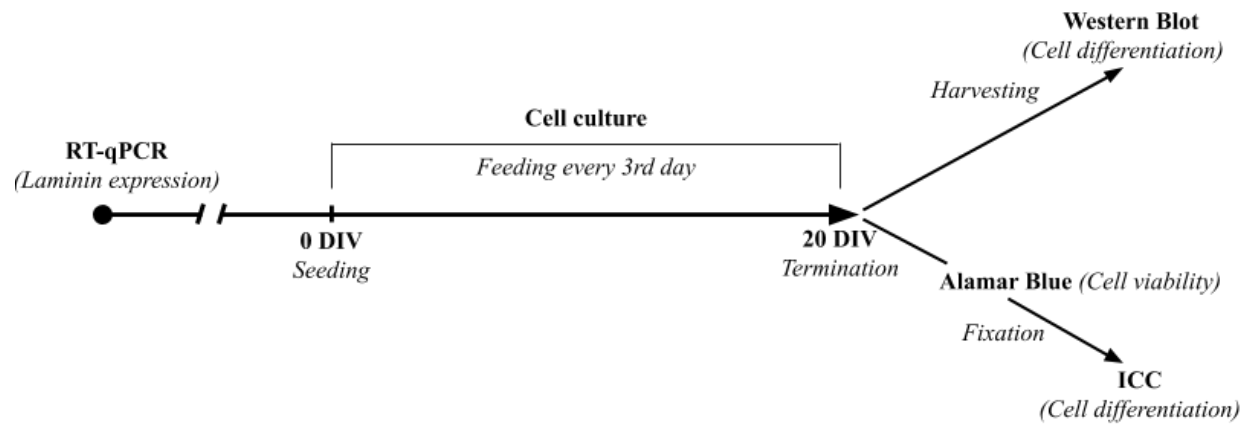 Western Blot
(Cell differentiation)
Harvesting
Cell culture
RT-qPCR
(Laminin expression)
Feeding every 3rd day
0 DIV
Seeding
20 DIV
Termination
Alamar Blue (Cell viability)
Fixation
ICC
(Cell differentiation)